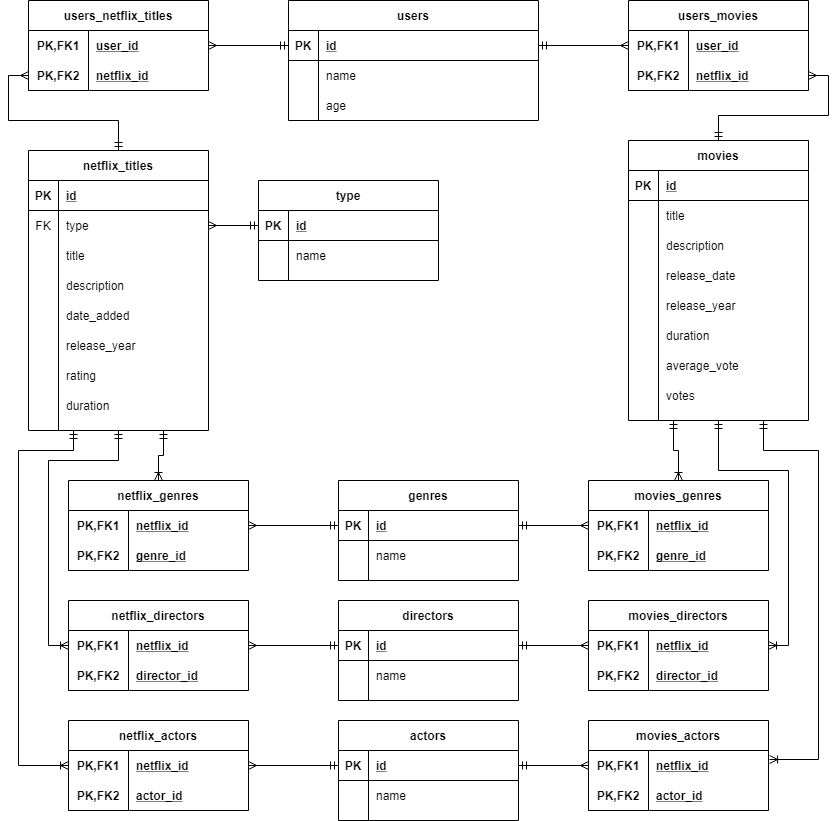 users_netflix_titles
PK,FK1 user_id
PK,FK2 netflix_id
users
PK id
name
age
users_movies
PK,FK1 user_id
PK,FK2 netflix_id
netflix_titles
PK id
FK type
title
description
date_added
release_year
rating
duration
type
PK id
name
movies
PK id
title
description
release_date
release_year
duration
average_vote
votes
netflix_genres
PK,FK1 netflix_id
PK,FK2 genre_id
genres
PK id
name
movies_genres
PK,FK1 netflix_id
PK,FK2 genre_id
netflix_directors
PK,FK1 netflix_id
PK,FK2 director_id
directors
PK id
name
movies_directors
PK,FK1 netflix_id
PK,FK2 director_id
netflix_actors
PK,FK1 netflix_id
PK,FK2 actor_id
actors
PK id
name
movies_actors
PK,FK1 netflix_id
PK,FK2 actor_id